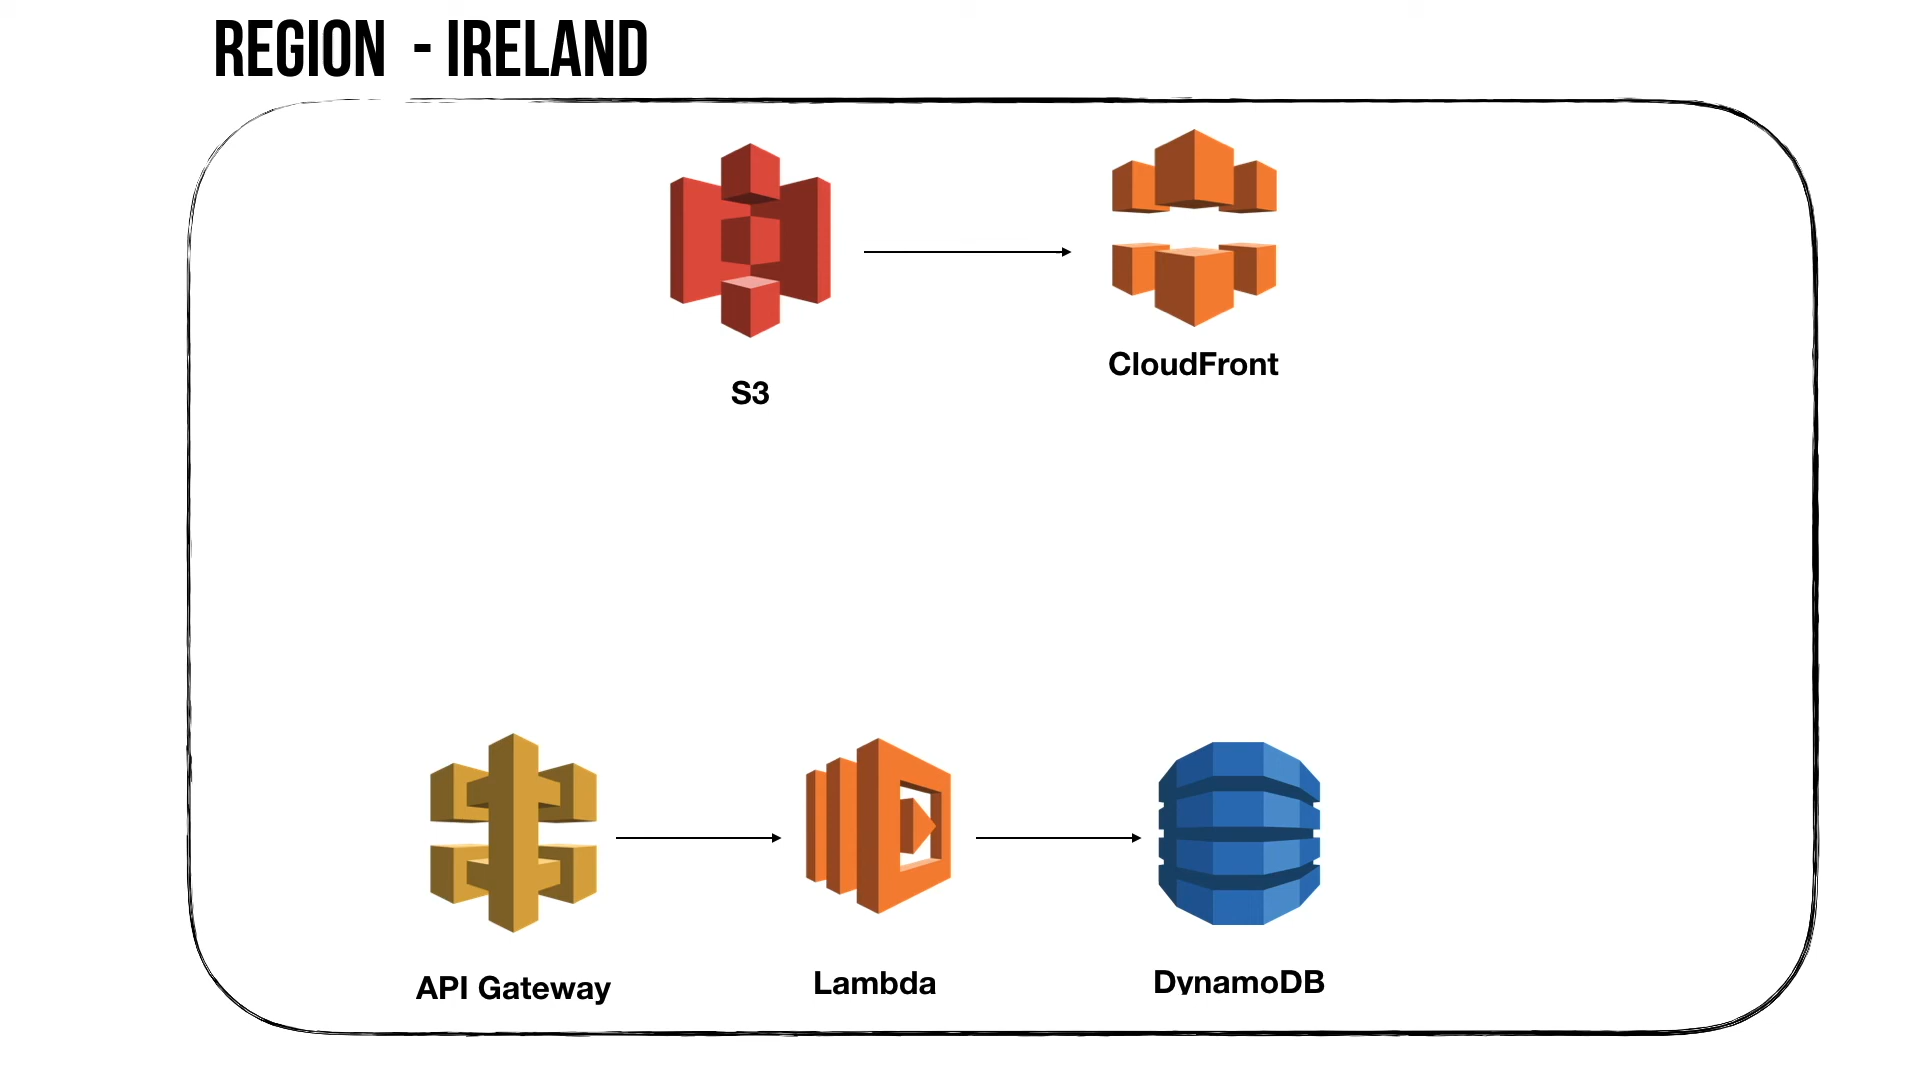 REGION - IRELAND
CloudFront
S3
API Gateway
Lambda
DynamoDB